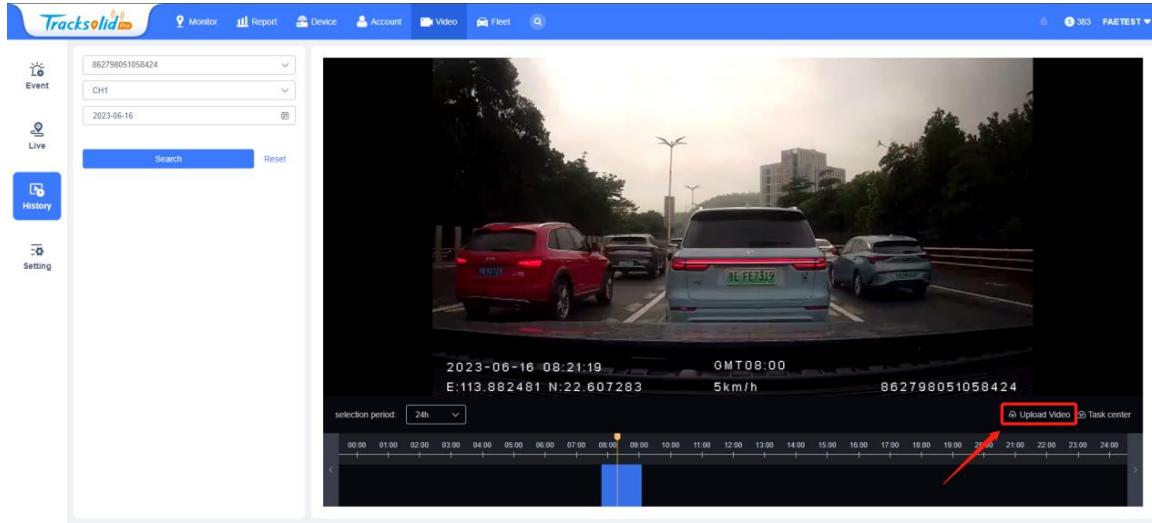 Tracksolid Pro
Monitor
Report
Device
Account
Video
Fleet
383
FAETEST
Event
Live
History
Setting
862798051058424
CH1
2023-06-16
Search
Reset
2023-06-16 08:21:19
GMT08:00
E:113.882481 N:22.607283
5km/h
862798051058424
selection period:
24h
Upload Video
Task center
00:00 01:00 02:00 03:00 04:00 05:00 06:00 07:00 08:00 09:00 10:00 11:00 12:00 13:00 14:00 15:00 16:00 17:00 18:00 19:00 20:00 21:00 22:00 23:00 24:00